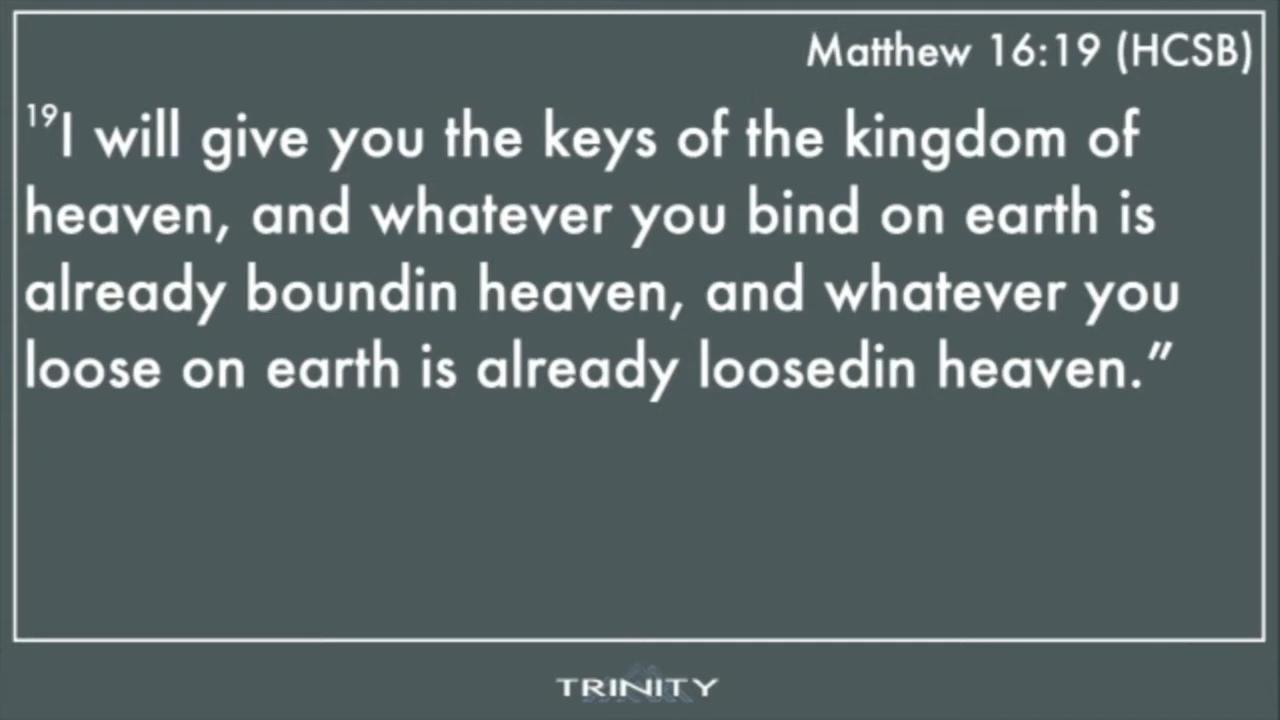 Matthew 16:19 (HCSB)
19I will give you the keys of the kingdom of
heaven, and whatever you bind on earth is
already boundin heaven, and whatever you
loose on earth is already loosedin heaven.”
TRINITY